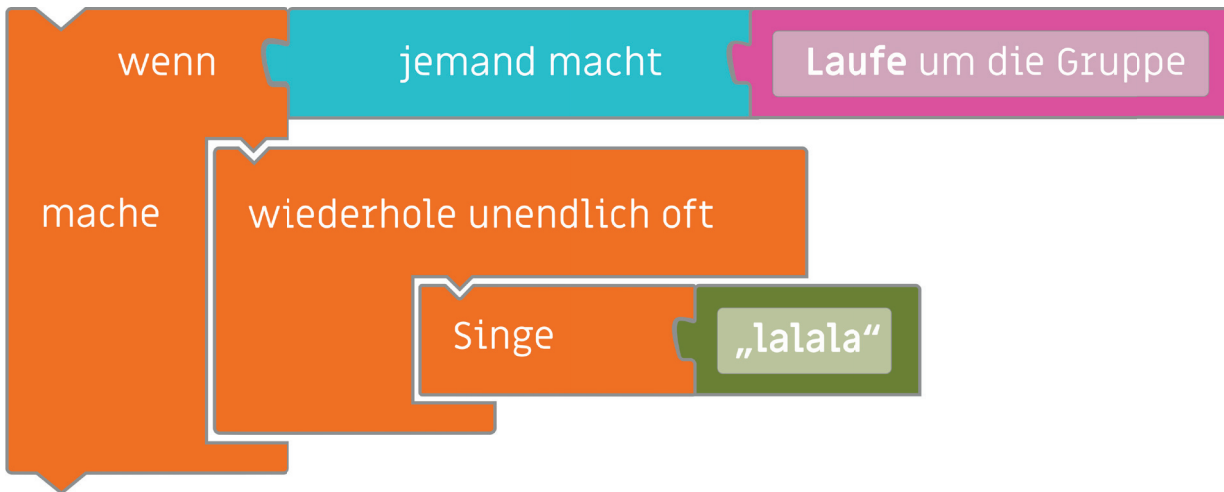 wenn jemand macht Laufe um die Gruppe
mache wiederhole unendlich oft
Singe „lalala“